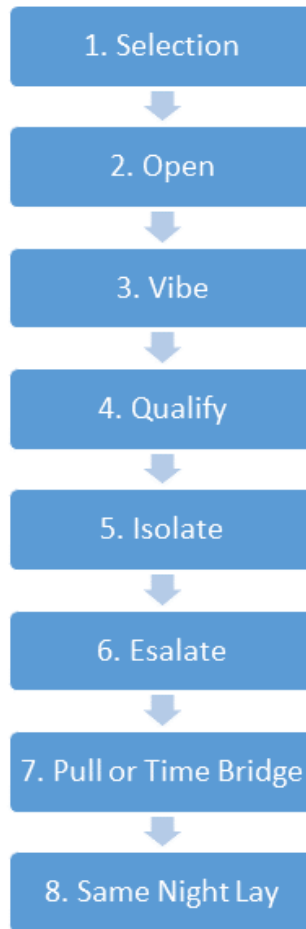 1. Selection
2. Open
3. Vibe
4. Qualify
5. Isolate
6. Esalate
7. Pull or Time Bridge
8. Same Night Lay